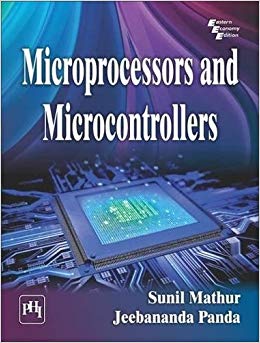 Eastern
Economy
Edition
Microprocessors and
Microcontrollers
Sunil Mathur
Jeebananda Panda
PHI